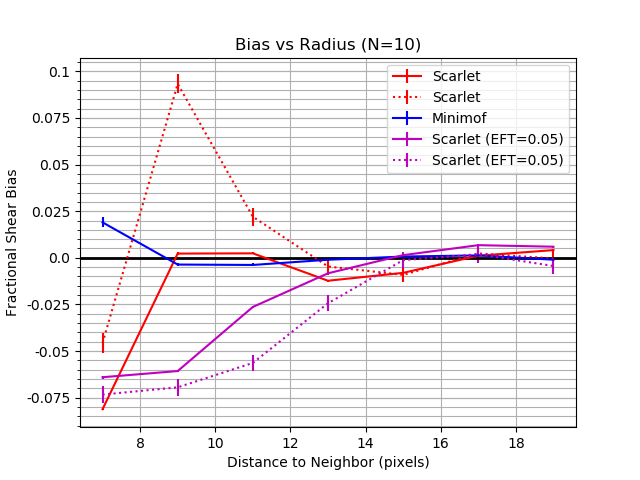 Bias vs Radius (N=10)
0.1
0.075
0.05
0.025
0.0
-0.025
-0.05
-0.075
Fractional Shear Bias
Scarlet
Scarlet
Minimof
Scarlet (EFT=0.05)
Scarlet (EFT=0.05)
8 10 12 14 16 18
Distance to Neighbor (pixels)